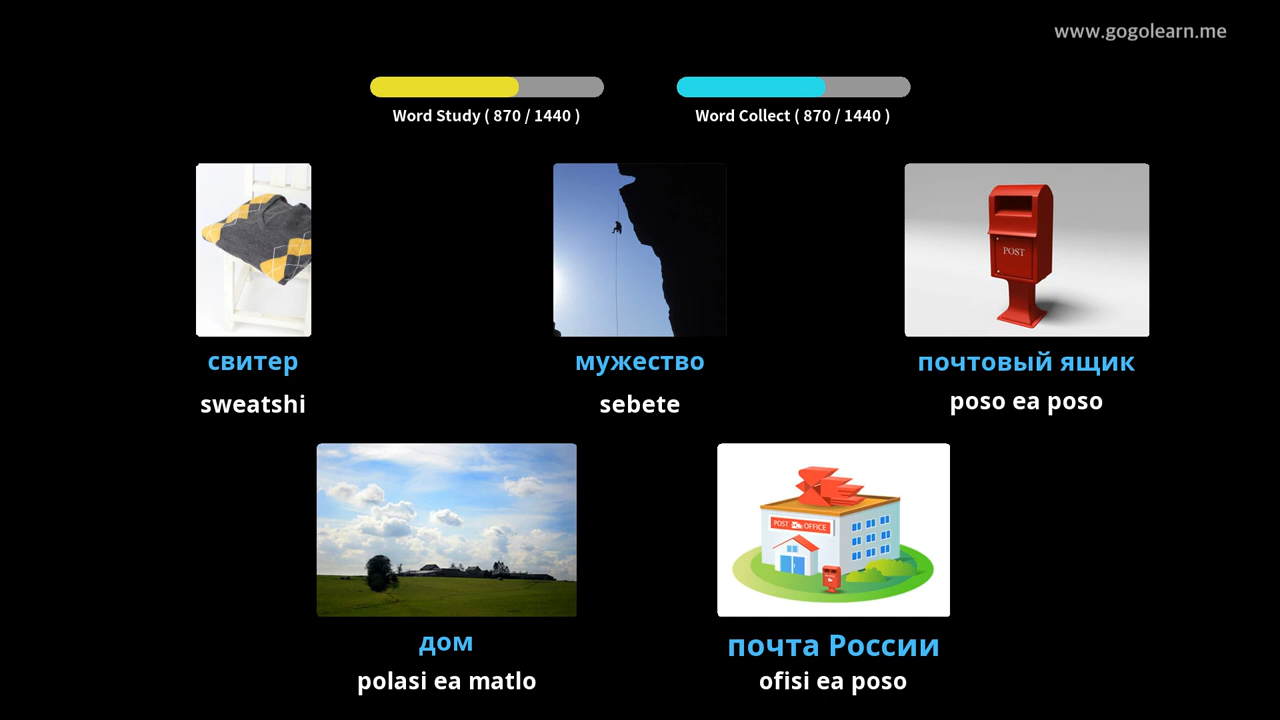 www.gogolearn.me
Word Study ( 870 / 1440 )
Word Collect ( 870 / 1440 )
POST
свитер
мужество
почтовый ящик
sweatshi
sebete
poso ea poso
POST OFFICE
дом
почта России
polasi ea matlo
ofisi ea poso